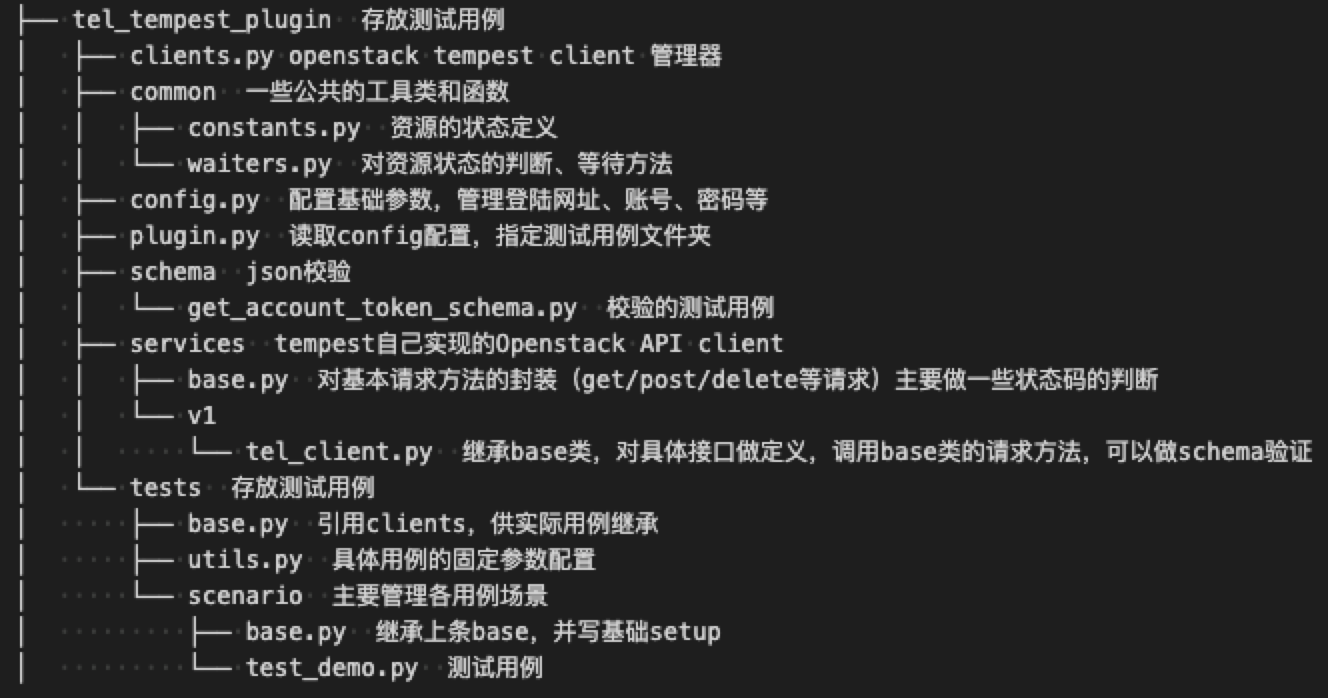 ├── tel_tempest_plugin  存放测试用例
│   ├── clients.py openstack tempest client 管理器
│   ├── common  一些公共的工具类和函数
│   │   ├── constants.py  资源的状态定义
│   │   └── waiters.py  对资源状态的判断、等待方法
│   ├── config.py  配置基础参数，管理登陆网址、账号、密码等
│   ├── plugin.py  读取config配置，指定测试用例文件夹
│   ├── schema  json校验
│   │   └── get_account_token_schema.py  校验的测试用例
│   ├── services  tempest自己实现的Openstack API client
│   │   ├── base.py  对基本请求方法的封装（get/post/delete等请求）主要做一些状态码的判断
│   │   └── v1
│   │       └── tel_client.py  继承base类，对具体接口做定义，调用base类的请求方法，可以做schema验证
│   └── tests  存放测试用例
│       ├── base.py  引用clients，供实际用例继承
│       ├── utils.py  具体用例的固定参数配置
│       └── scenario  主要管理各用例场景
│           ├── base.py  继承上条base，并写基础setup
│           └── test_demo.py  测试用例